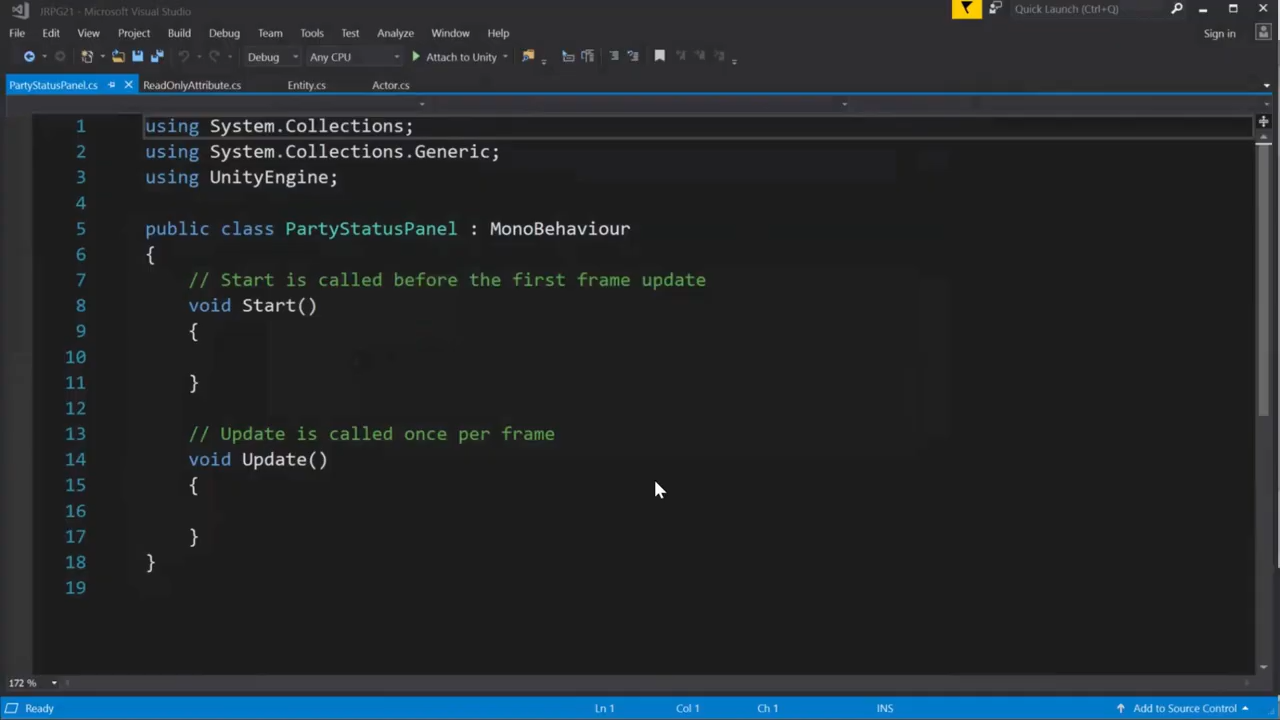 JRPG21 - Microsoft Visual Studio
Quick Launch (Ctrl+Q)
File Edit View Project Build Debug Team Tools Test Analyze Window Help
Sign in
Debug Any CPU Attach to Unity
PartyStatusPanel.cs ReadOnlyAttribute.cs Entity.cs Actor.cs
1 using System.Collections;
2 using System.Collections.Generic;
3 using UnityEngine;
4
5 public class PartyStatusPanel : MonoBehaviour
6 {
7 // Start is called before the first frame update
8 void Start()
9 {
10
11 }
12
13 // Update is called once per frame
14 void Update()
15 {
16
17 }
18 }
19
172 %
Ready Ln 1 Col 1 Ch 1 INS Add to Source Control